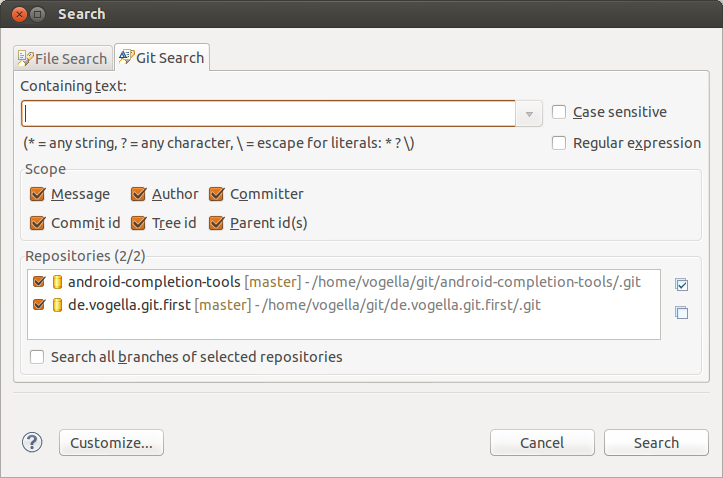 Search
File Search Git Search
Containing text:
Case sensitive
(* = any string, ? = any character, \ = escape for literals: * ? \)
Regular expression
Scope
Message Author Committer
Commit id Tree id Parent id(s)
Repositories (2/2)
android-completion-tools [master] - /home/vogella/git/android-completion-tools/.git
de.vogella.git.first [master] - /home/vogella/git/de.vogella.git.first/.git
Search all branches of selected repositories
? Customize... Cancel Search